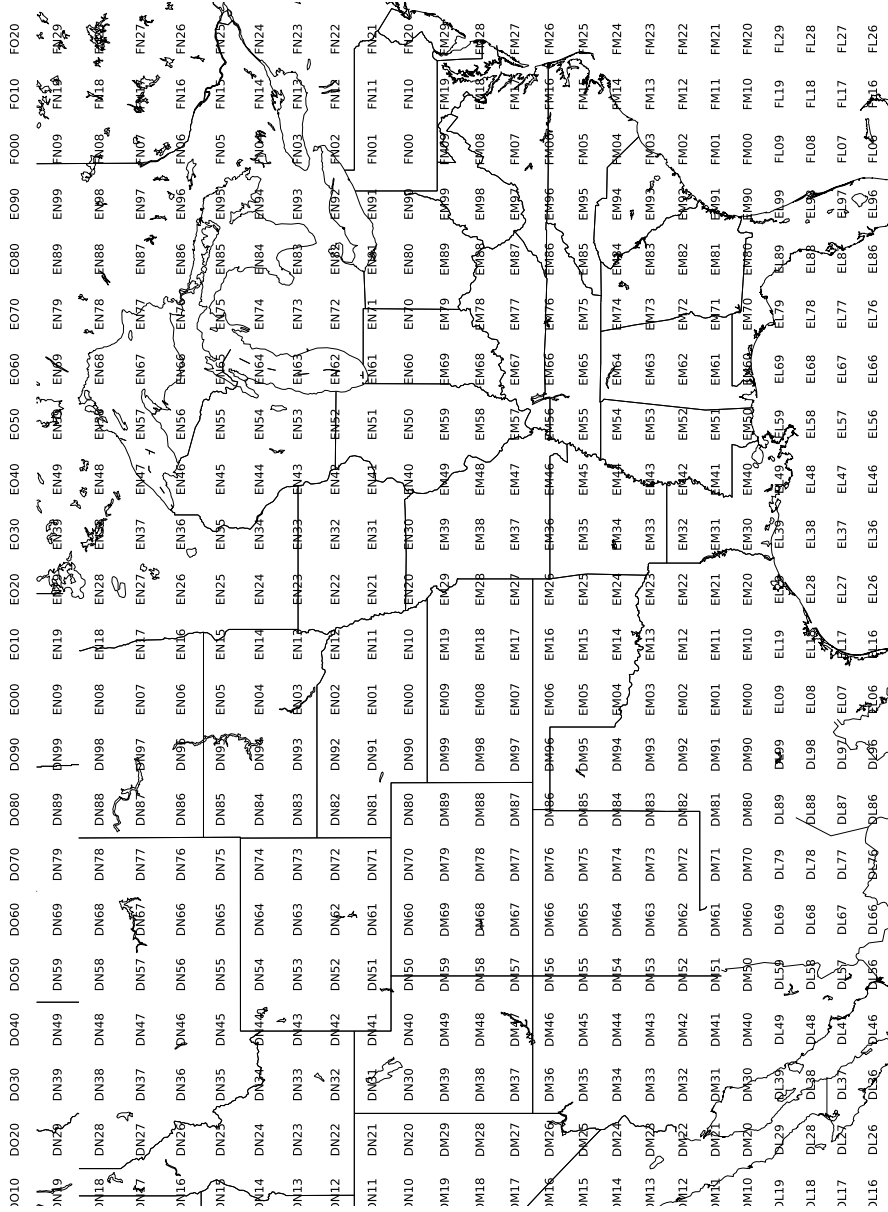 DO10 DO20 DO30 DO40 DO50 DO60 DO70 DO80 DO90 EO00 EO10 EO20 EO30 EO40 EO50 EO60 EO70 EO80 EO90 FO00 FO10 FO20
DN19 DN29 DN39 DN49 DN59 DN69 DN79 DN89 DN99 EN09 EN19 EN29 EN39 EN49 EN59 EN69 EN79 EN89 EN99 FN09 FN19 FN29
DN18 DN28 DN38 DN48 DN58 DN68 DN78 DN88 DN98 EN08 EN18 EN28 EN38 EN48 EN58 EN68 EN78 EN88 EN98 FN08 FN18 FN28
DN17 DN27 DN37 DN47 DN57 DN67 DN77 DN87 DN97 EN07 EN17 EN27 EN37 EN47 EN57 EN67 EN77 EN87 EN97 FN07 FN17 FN27
DN16 DN26 DN36 DN46 DN56 DN66 DN76 DN86 DN96 EN06 EN16 EN26 EN36 EN46 EN56 EN66 EN76 EN86 EN96 FN06 FN16 FN26
DN15 DN25 DN35 DN45 DN55 DN65 DN75 DN85 DN95 EN05 EN15 EN25 EN35 EN45 EN55 EN65 EN75 EN85 EN95 FN05 FN15 FN25
DN14 DN24 DN34 DN44 DN54 DN64 DN74 DN84 DN94 EN04 EN14 EN24 EN34 EN44 EN54 EN64 EN74 EN84 EN94 FN04 FN14 FN24
DN13 DN23 DN33 DN43 DN53 DN63 DN73 DN83 DN93 EN03 EN13 EN23 EN33 EN43 EN53 EN63 EN73 EN83 EN93 FN03 FN13 FN23
DN12 DN22 DN32 DN42 DN52 DN62 DN72 DN82 DN92 EN02 EN12 EN22 EN32 EN42 EN52 EN62 EN72 EN82 EN92 FN02 FN12 FN22
DN11 DN21 DN31 DN41 DN51 DN61 DN71 DN81 DN91 EN01 EN11 EN21 EN31 EN41 EN51 EN61 EN71 EN81 EN91 FN01 FN11 FN21
DN10 DN20 DN30 DN40 DN50 DN60 DN70 DN80 DN90 EN00 EN10 EN20 EN30 EN40 EN50 EN60 EN70 EN80 EN90 FN00 FN10 FN20
DM19 DM29 DM39 DM49 DM59 DM69 DM79 DM89 DM99 EM09 EM19 EM29 EM39 EM49 EM59 EM69 EM79 EM89 EM99 FM09 FM19 FM29
DM18 DM28 DM38 DM48 DM58 DM68 DM78 DM88 DM98 EM08 EM18 EM28 EM38 EM48 EM58 EM68 EM78 EM88 EM98 FM08 FM18 FM28
DM17 DM27 DM37 DM47 DM57 DM67 DM77 DM87 DM97 EM07 EM17 EM27 EM37 EM47 EM57 EM67 EM77 EM87 EM97 FM07 FM17 FM27
DM16 DM26 DM36 DM46 DM56 DM66 DM76 DM86 DM96 EM06 EM16 EM26 EM36 EM46 EM56 EM66 EM76 EM86 EM96 FM06 FM16 FM26
DM15 DM25 DM35 DM45 DM55 DM65 DM75 DM85 DM95 EM05 EM15 EM25 EM35 EM45 EM55 EM65 EM75 EM85 EM95 FM05 FM15 FM25
DM14 DM24 DM34 DM44 DM54 DM64 DM74 DM84 DM94 EM04 EM14 EM24 EM34 EM44 EM54 EM64 EM74 EM84 EM94 FM04 FM14 FM24
DM13 DM23 DM33 DM43 DM53 DM63 DM73 DM83 DM93 EM03 EM13 EM23 EM33 EM43 EM53 EM63 EM73 EM83 EM93 FM03 FM13 FM23
DM12 DM22 DM32 DM42 DM52 DM62 DM72 DM82 DM92 EM02 EM12 EM22 EM32 EM42 EM52 EM62 EM72 EM82 EM92 FM02 FM12 FM22
DM11 DM21 DM31 DM41 DM51 DM61 DM71 DM81 DM91 EM01 EM11 EM21 EM31 EM41 EM51 EM61 EM71 EM81 EM91 FM01 FM11 FM21
DM10 DM20 DM30 DM40 DM50 DM60 DM70 DM80 DM90 EM00 EM10 EM20 EM30 EM40 EM50 EM60 EM70 EM80 EM90 FM00 FM10 FM20
DL19 DL29 DL39 DL49 DL59 DL69 DL79 DL89 DL99 EL09 EL19 EL29 EL39 EL49 EL59 EL69 EL79 EL89 EL99 FL09 FL19 FL29
DL18 DL28 DL38 DL48 DL58 DL68 DL78 DL88 DL98 EL08 EL18 EL28 EL38 EL48 EL58 EL68 EL78 EL88 EL98 FL08 FL18 FL28
DL17 DL27 DL37 DL47 DL57 DL67 DL77 DL87 DL97 EL07 EL17 EL27 EL37 EL47 EL57 EL67 EL77 EL87 EL97 FL07 FL17 FL27
DL16 DL26 DL36 DL46 DL56 DL66 DL76 DL86 DL96 EL06 EL16 EL26 EL36 EL46 EL56 EL66 EL76 EL86 EL96 FL06 FL16 FL26